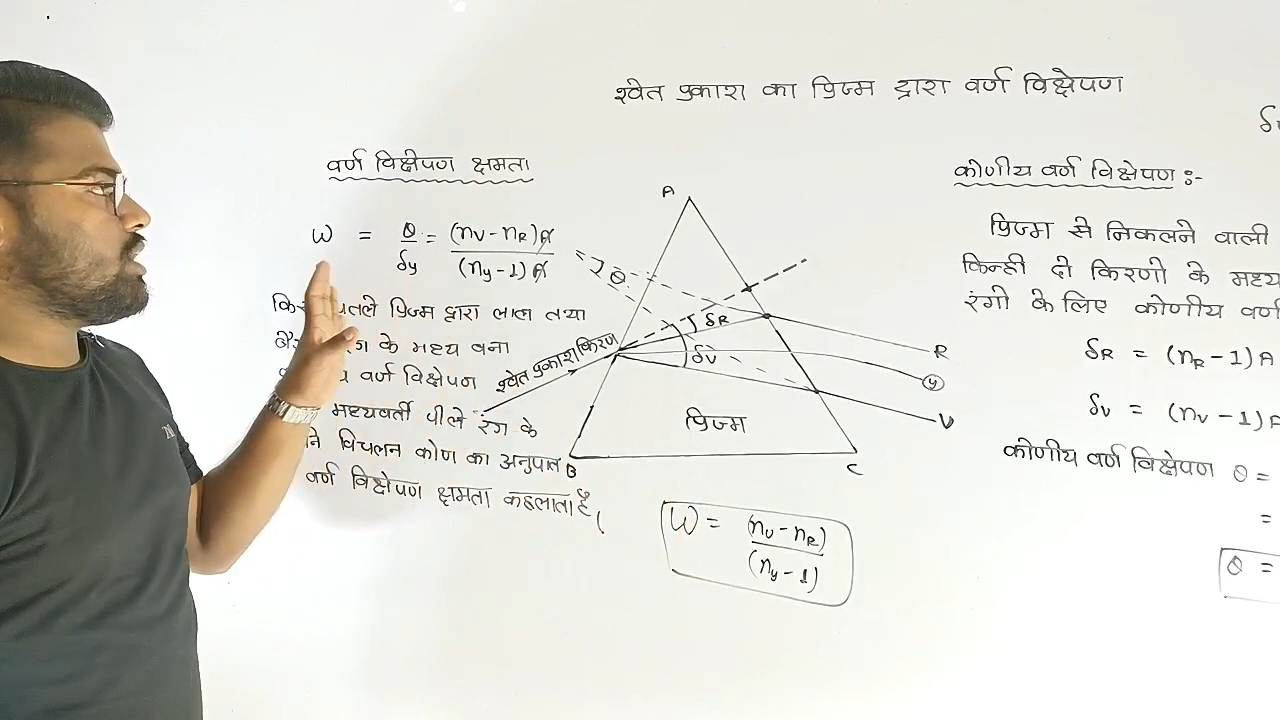 श्वेत प्रकाश का प्रिज्म द्वारा वर्ण विक्षेपण
वर्ण विक्षेपण क्षमता
ω = θ/δy = (nv - nR)A / (ny - 1)A
पतले प्रिज्म द्वारा लाल तथा
के मध्य बना
वर्ण विक्षेपण
मध्यवर्ती पीले रंग के
विचलन कोण का अनुपात
वर्ण विक्षेपण क्षमता कहलाता है,
श्वेत प्रकाश किरण
A
θ
δR
δv
R
y
V
प्रिज्म
B
C
ω = (nv - nR) / (ny - 1)
कोणीय वर्ण विक्षेपण :-
प्रिज्म से निकलने वाली
किन्ही दो किरणों के मध्य
रंगो के लिए कोणीय वर्ण
δR = (nR - 1) A
δv = (nv - 1) A
कोणीय वर्ण विक्षेपण θ =
=
θ =